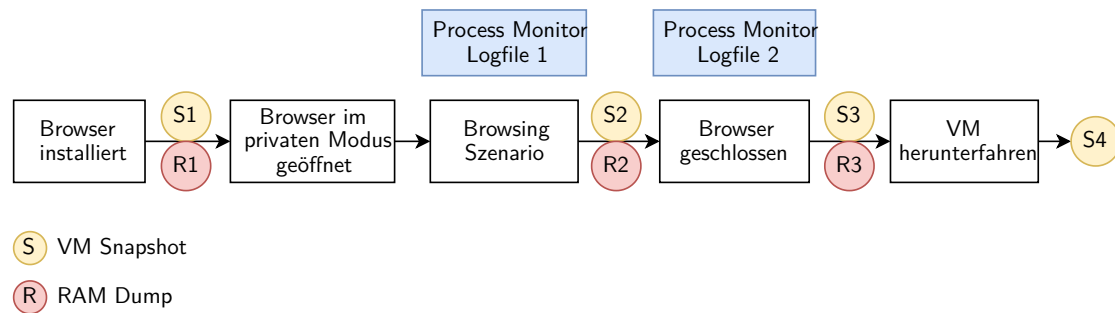 Process Monitor
Logfile 1
Process Monitor
Logfile 2
Browser
installiert
S1
R1
Browser im
privaten Modus
geöffnet
Browsing
Szenario
S2
R2
Browser
geschlossen
S3
R3
VM
herunterfahren
S4
S VM Snapshot
R RAM Dump